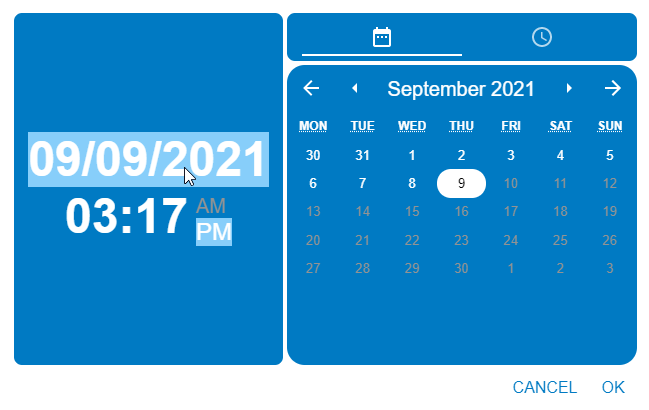 09/09/2021
03:17 AM
PM
September 2021
MON TUE WED THU FRI SAT SUN
30 31 1 2 3 4 5
6 7 8 9 10 11 12
13 14 15 16 17 18 19
20 21 22 23 24 25 26
27 28 29 30 1 2 3
CANCEL OK